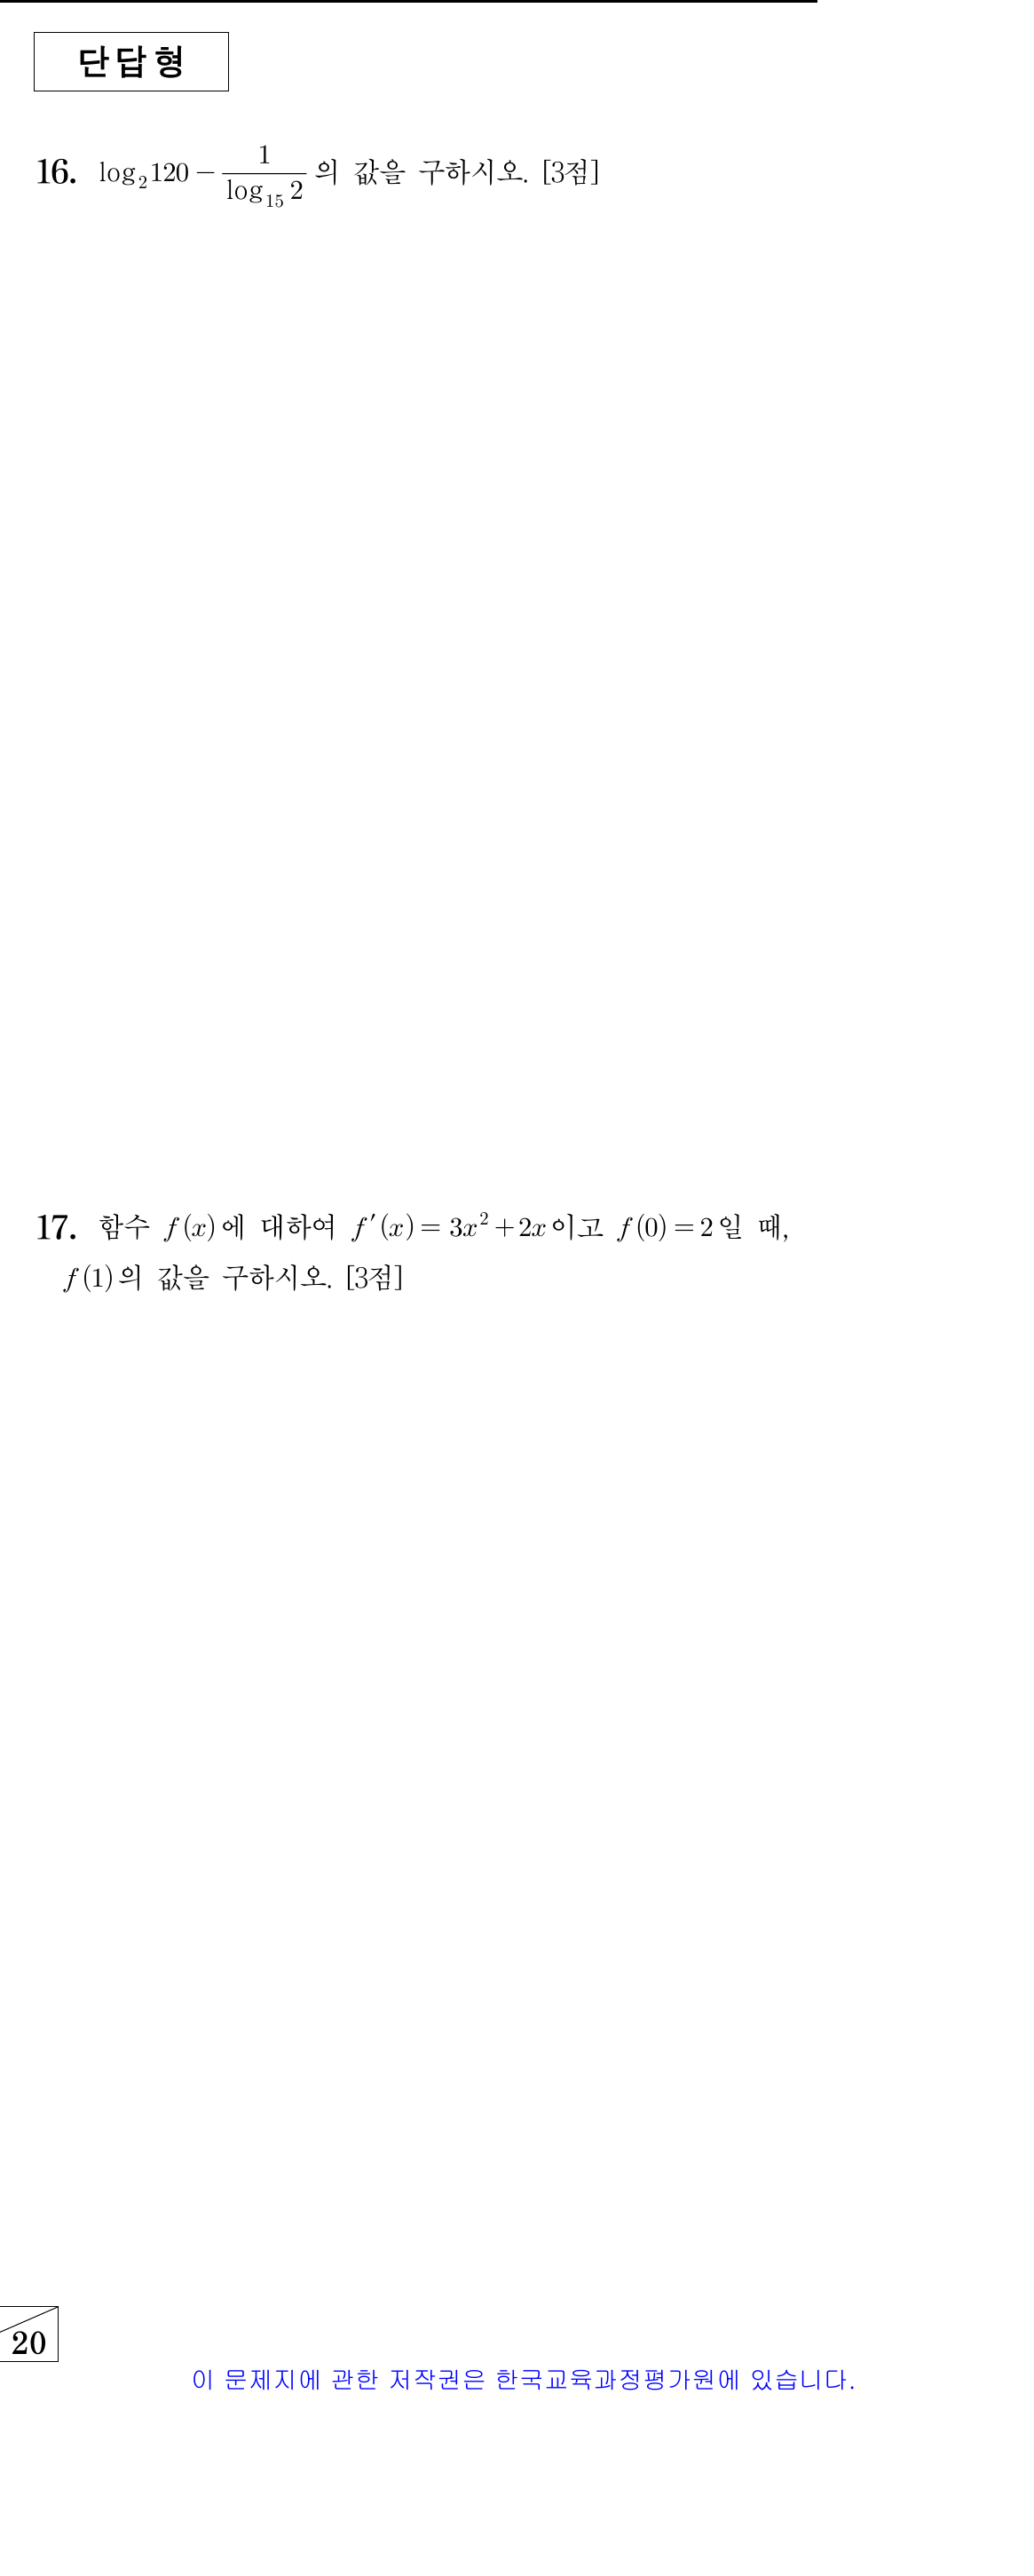 단답형
16. log₂120 − 1/log₁₅2 의 값을 구하시오. [3점]
17. 함수 f(x)에 대하여 f′(x) = 3x² + 2x이고 f(0) = 2일 때,
f(1)의 값을 구하시오. [3점]
20
이 문제지에 관한 저작권은 한국교육과정평가원에 있습니다.